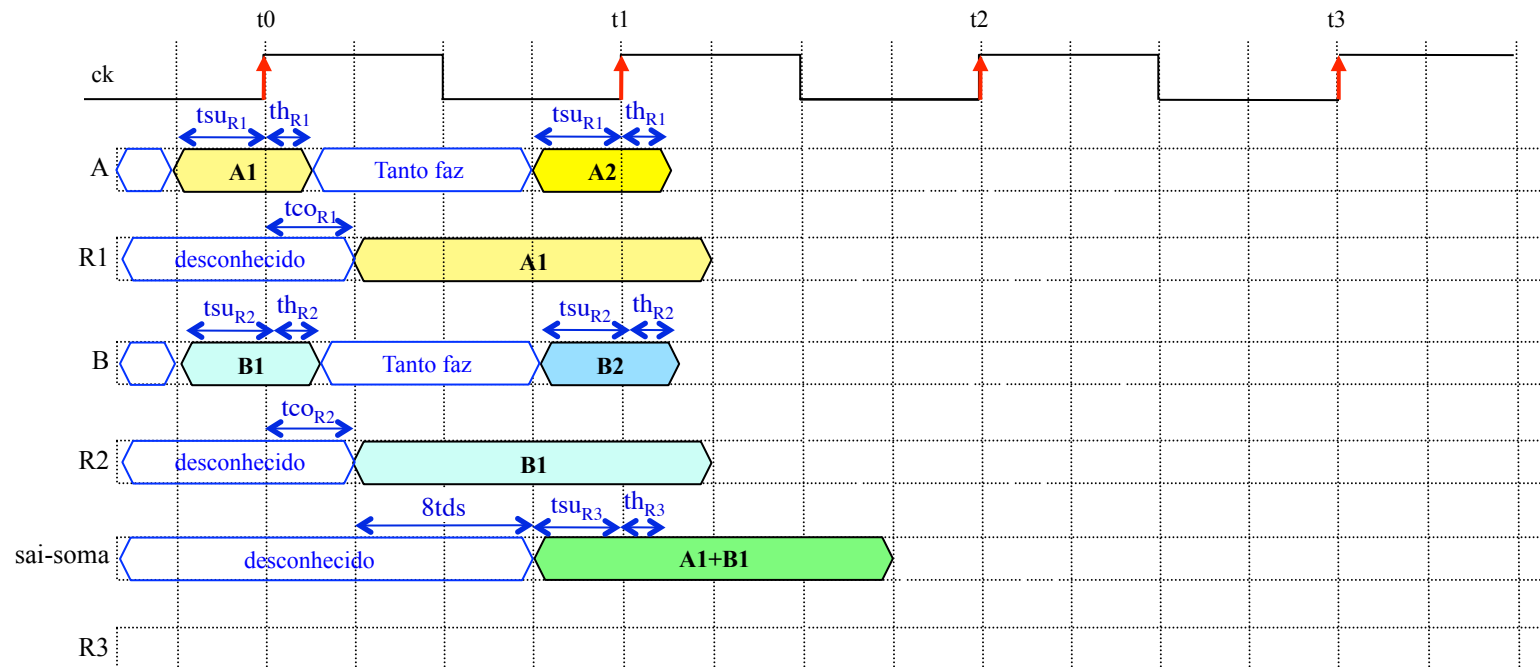 t0 t1 t2 t3
ck
tsuR1 thR1 tsuR1 thR1
A A1 Tanto faz A2
tcoR1
R1 desconhecido A1
tsuR2 thR2 tsuR2 thR2
B B1 Tanto faz B2
tcoR2
R2 desconhecido B1
8tds tsuR3 thR3
sai-soma desconhecido A1+B1
R3